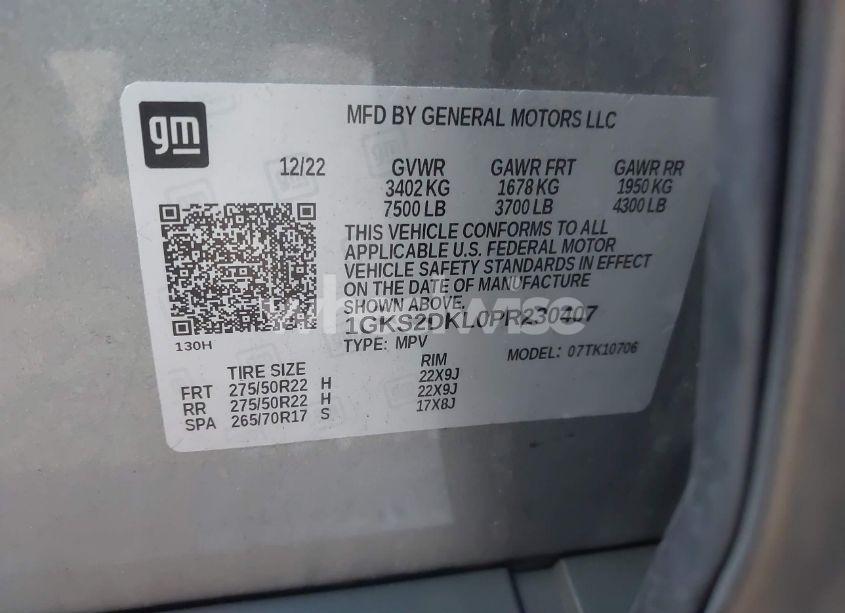 gm
MFD BY GENERAL MOTORS LLC
12/22 GVWR GAWR FRT GAWR RR
3402 KG 1678 KG 1950 KG
7500 LB 3700 LB 4300 LB
THIS VEHICLE CONFORMS TO ALL
APPLICABLE U.S. FEDERAL MOTOR
VEHICLE SAFETY STANDARDS IN EFFECT
ON THE DATE OF MANUFACTURE
SHOWN ABOVE.
1GKS2DKL0PR230407
130H
TYPE: MPV MODEL: 07TK10706
TIRE SIZE RIM
FRT 275/50R22 H 22X9J
RR 275/50R22 H 22X9J
SPA 265/70R17 S 17X8J